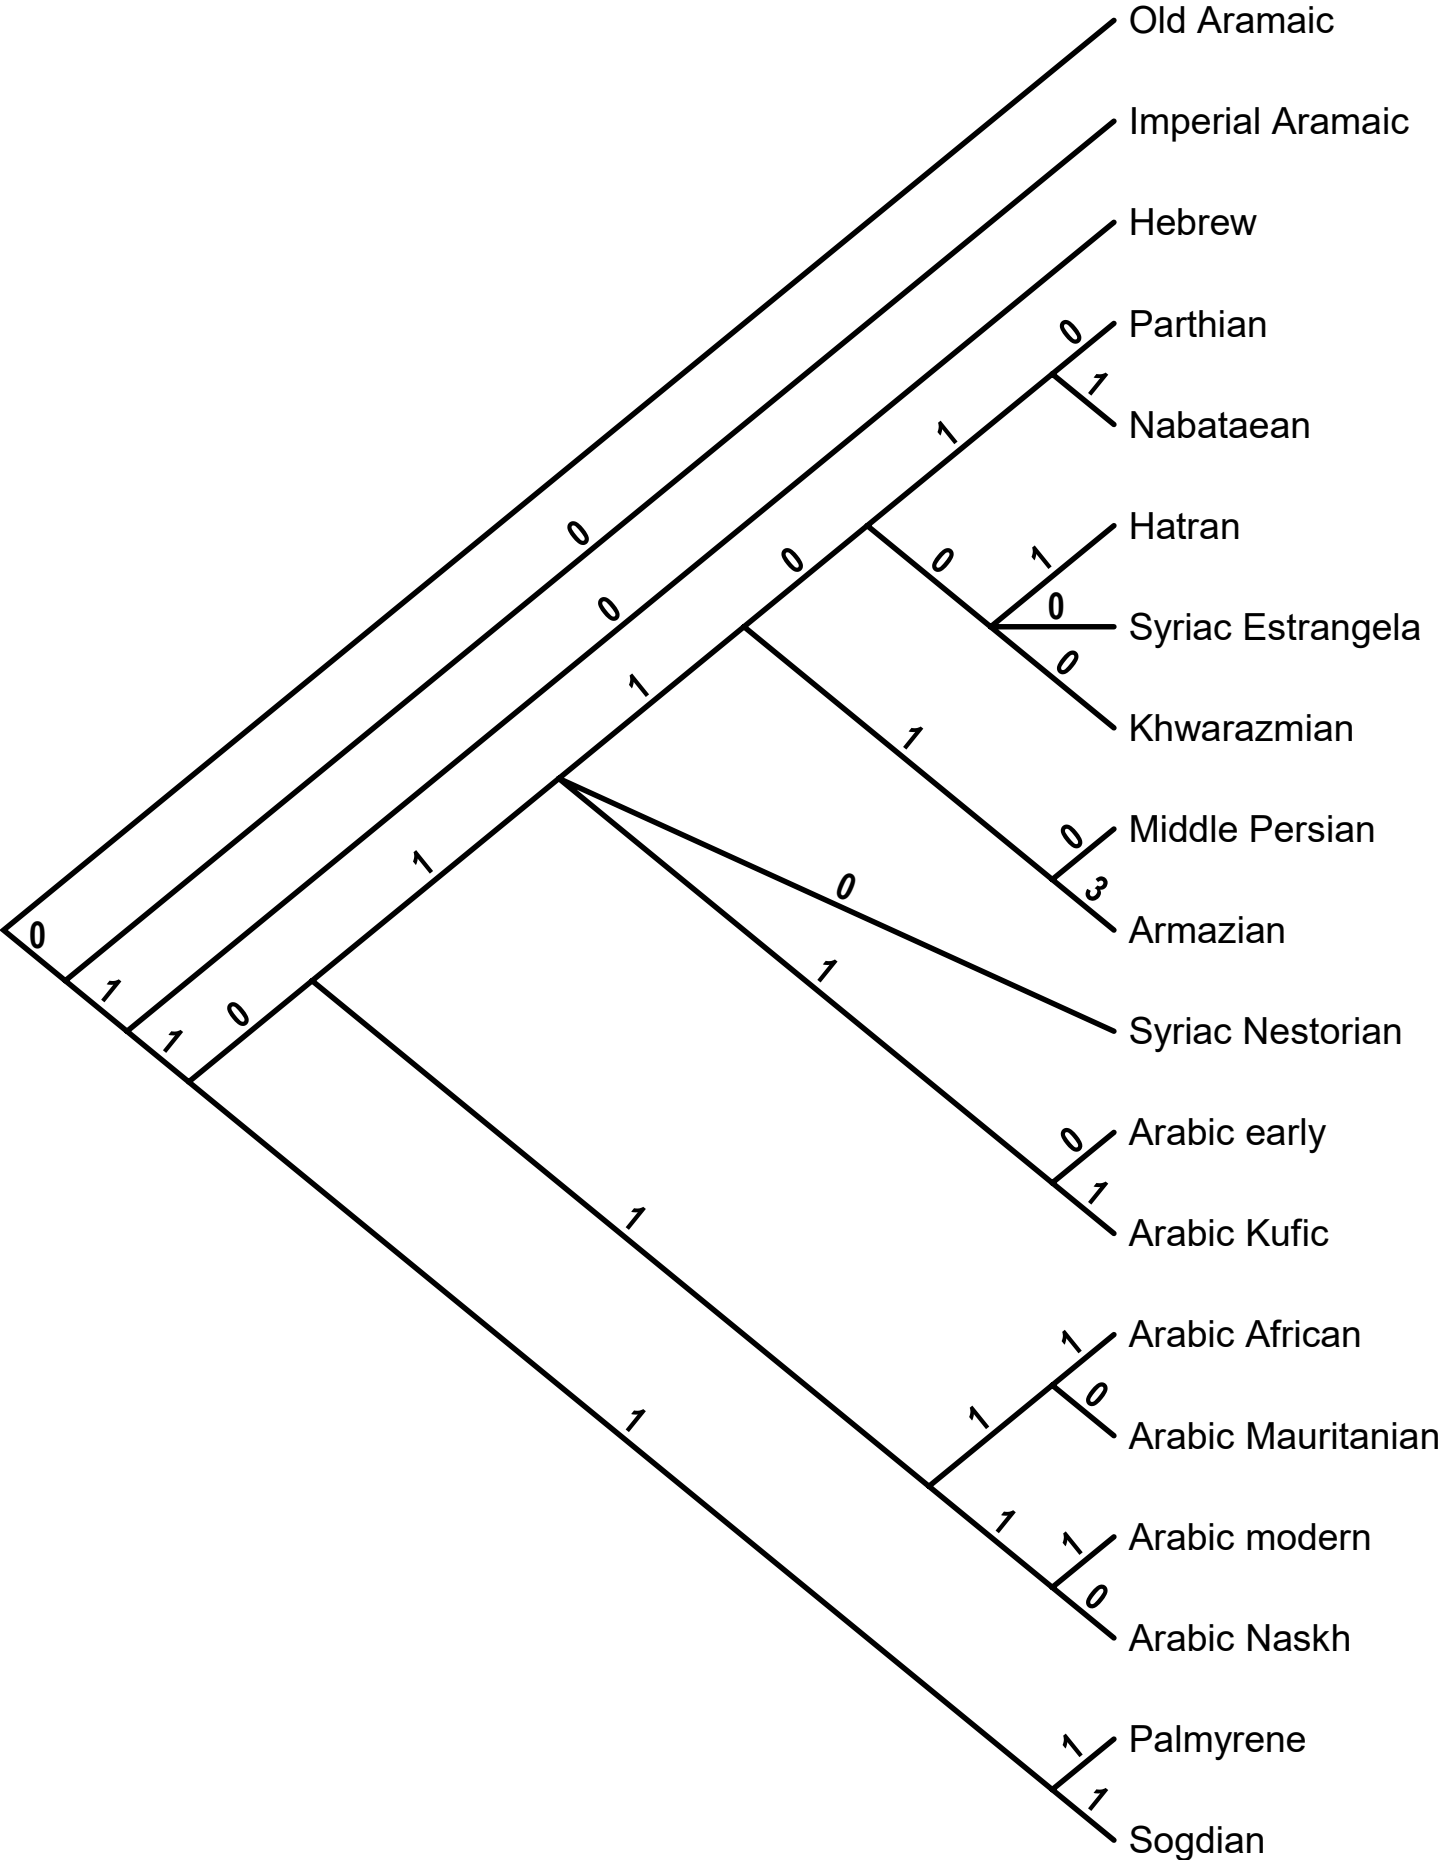 Old Aramaic
Imperial Aramaic
Hebrew
0
Parthian
1
Nabataean
1
Hatran
1
0
0
0
0
Syriac Estrangela
0
0
1
Khwarazmian
1
0
Middle Persian
1
0
3
Armazian
0
1
1
0
1
Syriac Nestorian
0
Arabic early
1
Arabic Kufic
1
1
Arabic African
0
1
1
Arabic Mauritanian
1
1
Arabic modern
0
Arabic Naskh
1
Palmyrene
1
Sogdian